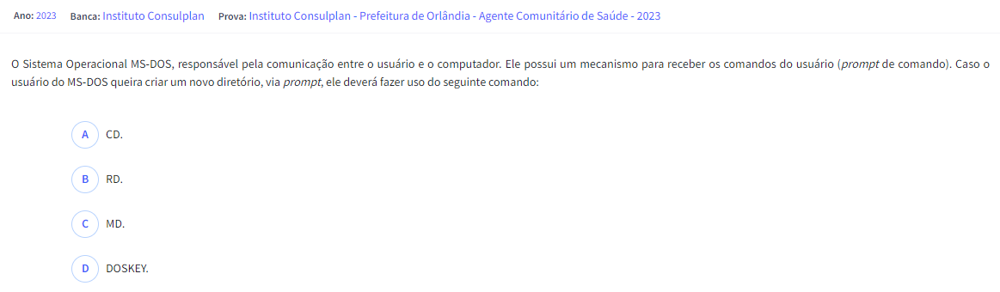 Ano: 2023 Banca: Instituto Consulplan Prova: Instituto Consulplan - Prefeitura de Orlândia - Agente Comunitário de Saúde - 2023
O Sistema Operacional MS-DOS, responsável pela comunicação entre o usuário e o computador. Ele possui um mecanismo para receber os comandos do usuário (prompt de comando). Caso o
usuário do MS-DOS queira criar um novo diretório, via prompt, ele deverá fazer uso do seguinte comando:
A CD.
B RD.
C MD.
D DOSKEY.